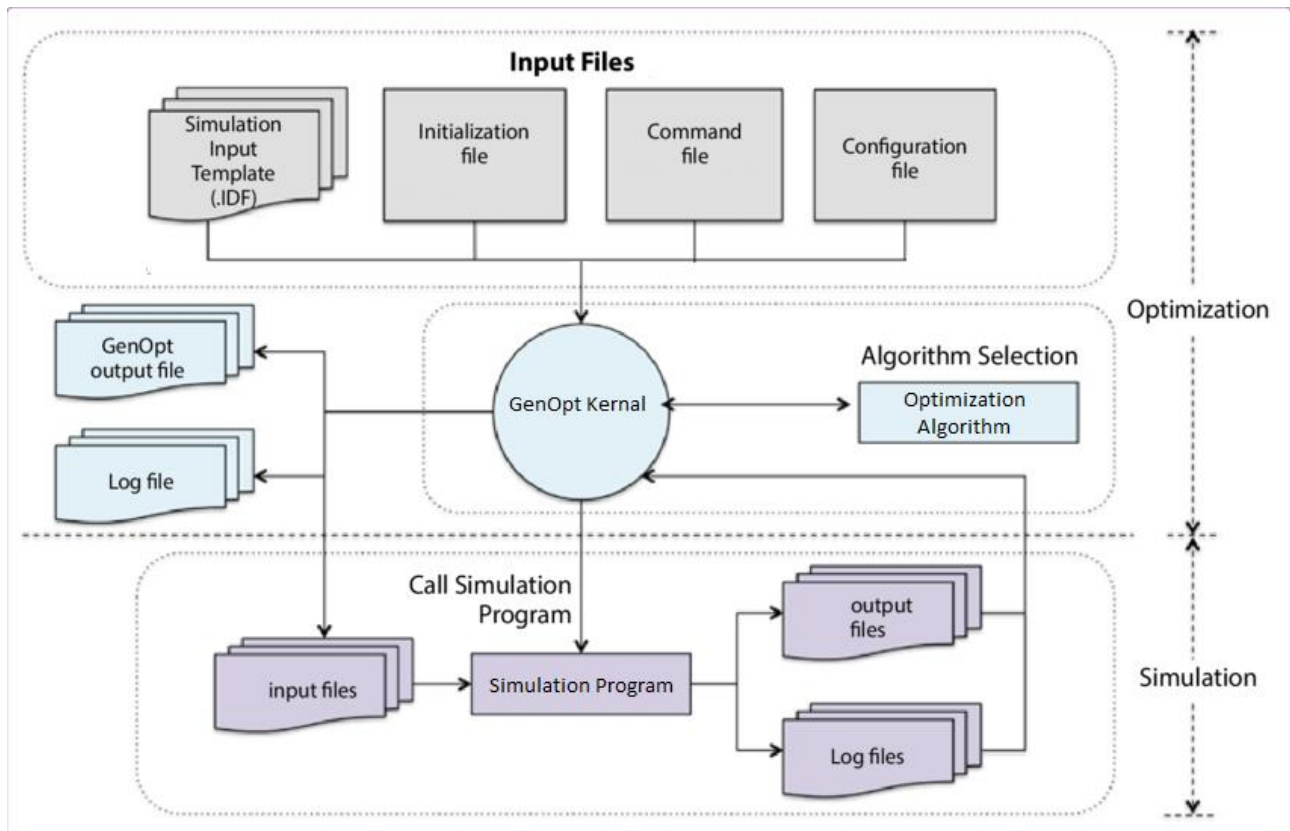 Input Files
Simulation
Input
Template
(.IDF)
Initialization
file
Command
file
Configuration
file
Optimization
GenOpt
output file
Log file
GenOpt Kernal
Algorithm Selection
Optimization
Algorithm
Call Simulation
Program
input files
Simulation Program
output
files
Log files
Simulation